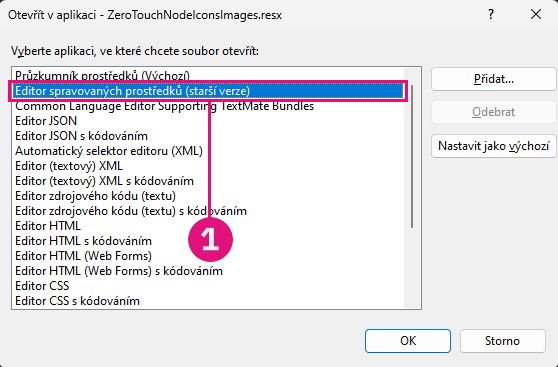 Otevřít v aplikaci - ZeroTouchNodeIconsImages.resx
Vyberte aplikaci, ve které chcete soubor otevřít:
Průzkumník prostředků (Výchozí)
Editor spravovaných prostředků (starší verze)
Common Language Editor Supporting TextMate Bundles
Editor JSON
Editor JSON s kódováním
Automatický selektor editoru (XML)
Editor (textový) XML
Editor (textový) XML s kódováním
Editor zdrojového kódu (textu)
Editor zdrojového kódu (textu) s kódováním
Editor HTML
Editor HTML s kódováním
Editor HTML (Web Forms)
Editor HTML (Web Forms) s kódováním
Editor CSS
Editor CSS s kódováním
1
Přidat...
Odebrat
Nastavit jako výchozí
OK
Storno